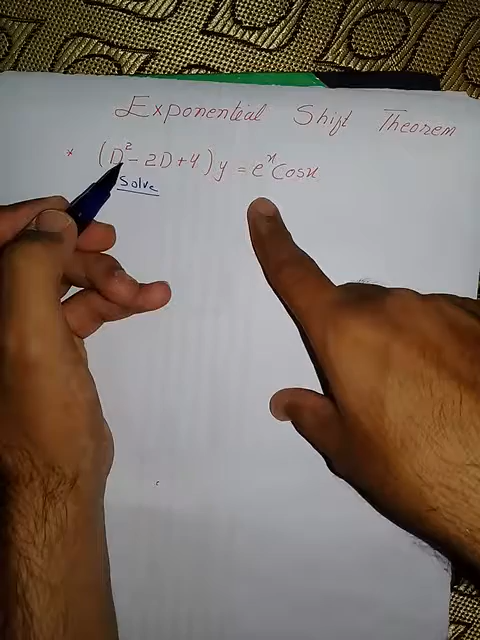 Exponential Shift Theorem
* (D² - 2D + 4) y = eˣ Cosx
Solve